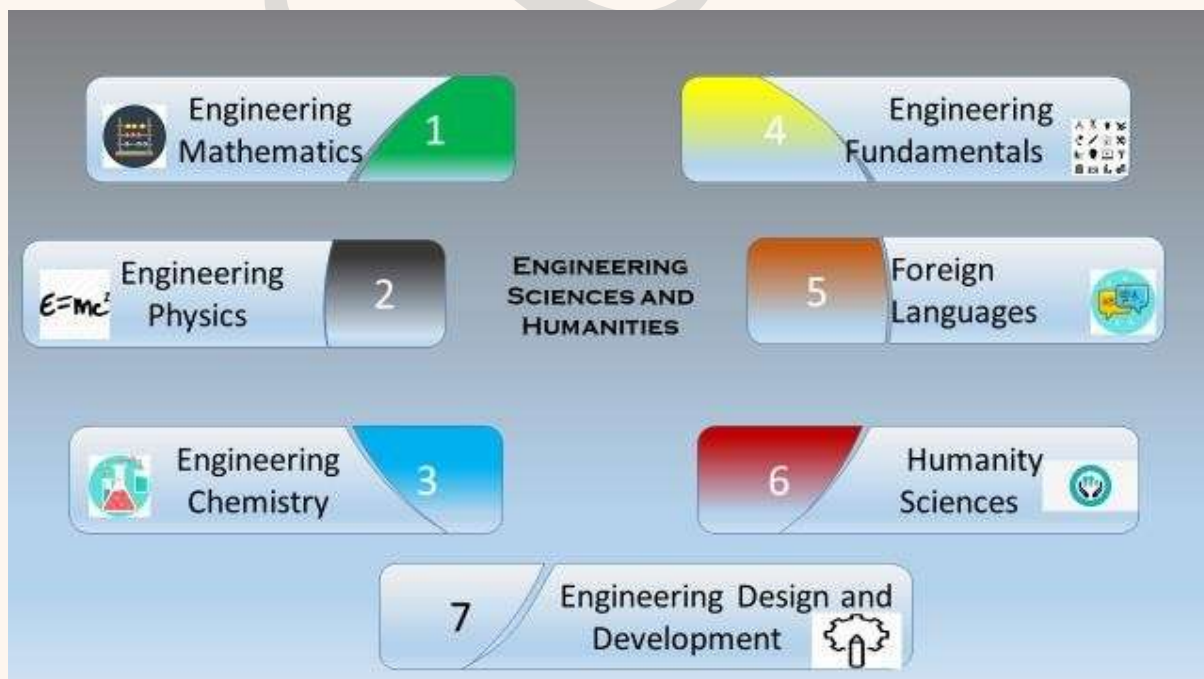 Engineering
Mathematics
1
E=mc²
Engineering
Physics
2
Engineering
Chemistry
3
ENGINEERING
SCIENCES AND
HUMANITIES
4
Engineering
Fundamentals
5
Foreign
Languages
6
Humanity
Sciences
7
Engineering Design and
Development